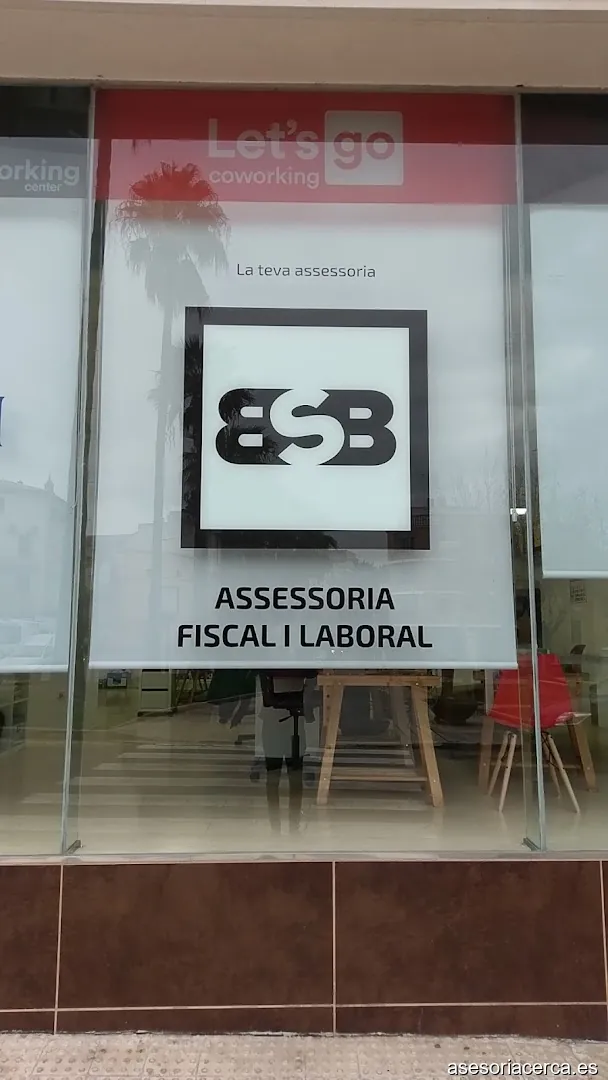 Let's go
coworking
orking
center
La teva assessoria
BSB
ASSESSORIA
FISCAL I LABORAL
asesoriacerca.es